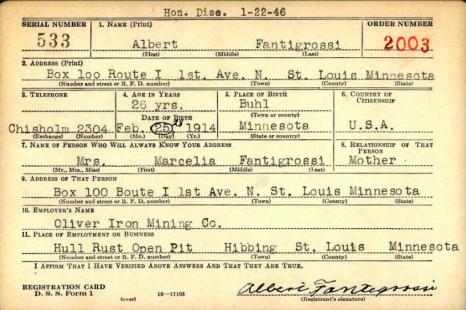 Hon. Disc. 1-22-46
SERIAL NUMBER 1. NAME (Print) ORDER NUMBER
533 Albert Fantigrossi 2003
(First) (Middle) (Last)
2. ADDRESS (Print)
Box 100 Route I 1st. Ave. N. St. Louis Minnesota
(Number and street or R. F. D. number) (Town) (County) (State)
3. TELEPHONE 4. AGE IN YEARS 5. PLACE OF BIRTH 6. COUNTRY OF CITIZENSHIP
26 yrs. Buhl
DATE OF BIRTH (Town or county)
Chisholm 2304 Feb. 25 1914 Minnesota U.S.A.
(Exchange) (Number) (Mo.) (Day) (Yr.) (State or country)
7. NAME OF PERSON WHO WILL ALWAYS KNOW YOUR ADDRESS 8. RELATIONSHIP OF THAT PERSON
Mrs. Marcelia Fantigrossi Mother
(Mr., Mrs., Miss) (First) (Middle) (Last)
9. ADDRESS OF THAT PERSON
Box 100 Boute I 1st Ave. N. St. Louis Minnesota
(Number and street or R. F. D. number) (Town) (County) (State)
10. EMPLOYER'S NAME
Oliver Iron Mining Co.
11. PLACE OF EMPLOYMENT OR BUSINESS
Hull Rust Open Pit Hibbing St. Louis Minnesota
(Number and street or R. F. D. number) (Town) (County) (State)
I AFFIRM THAT I HAVE VERIFIED ABOVE ANSWERS AND THAT THEY ARE TRUE.
REGISTRATION CARD
D. S. S. Form 1 (over) 16—17105 Albert Fantigrossi
(Registrant's signature)